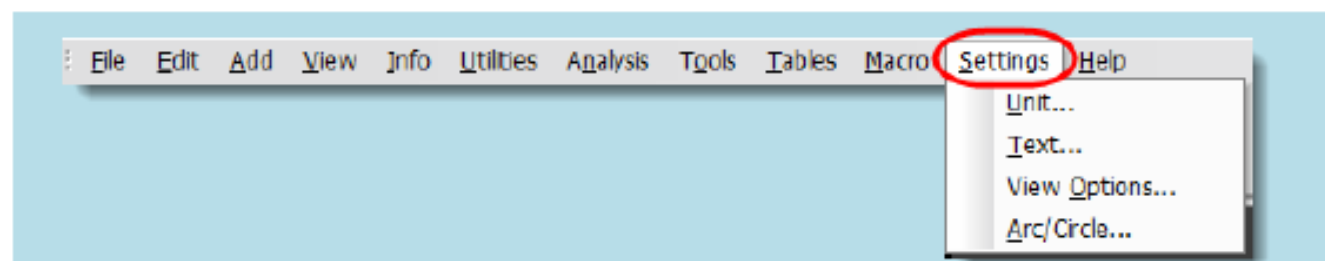 File Edit Add View Info Utilities Analysis Tools Tables Macro Settings Help
Unit...
Text...
View Options...
Arc/Circle...